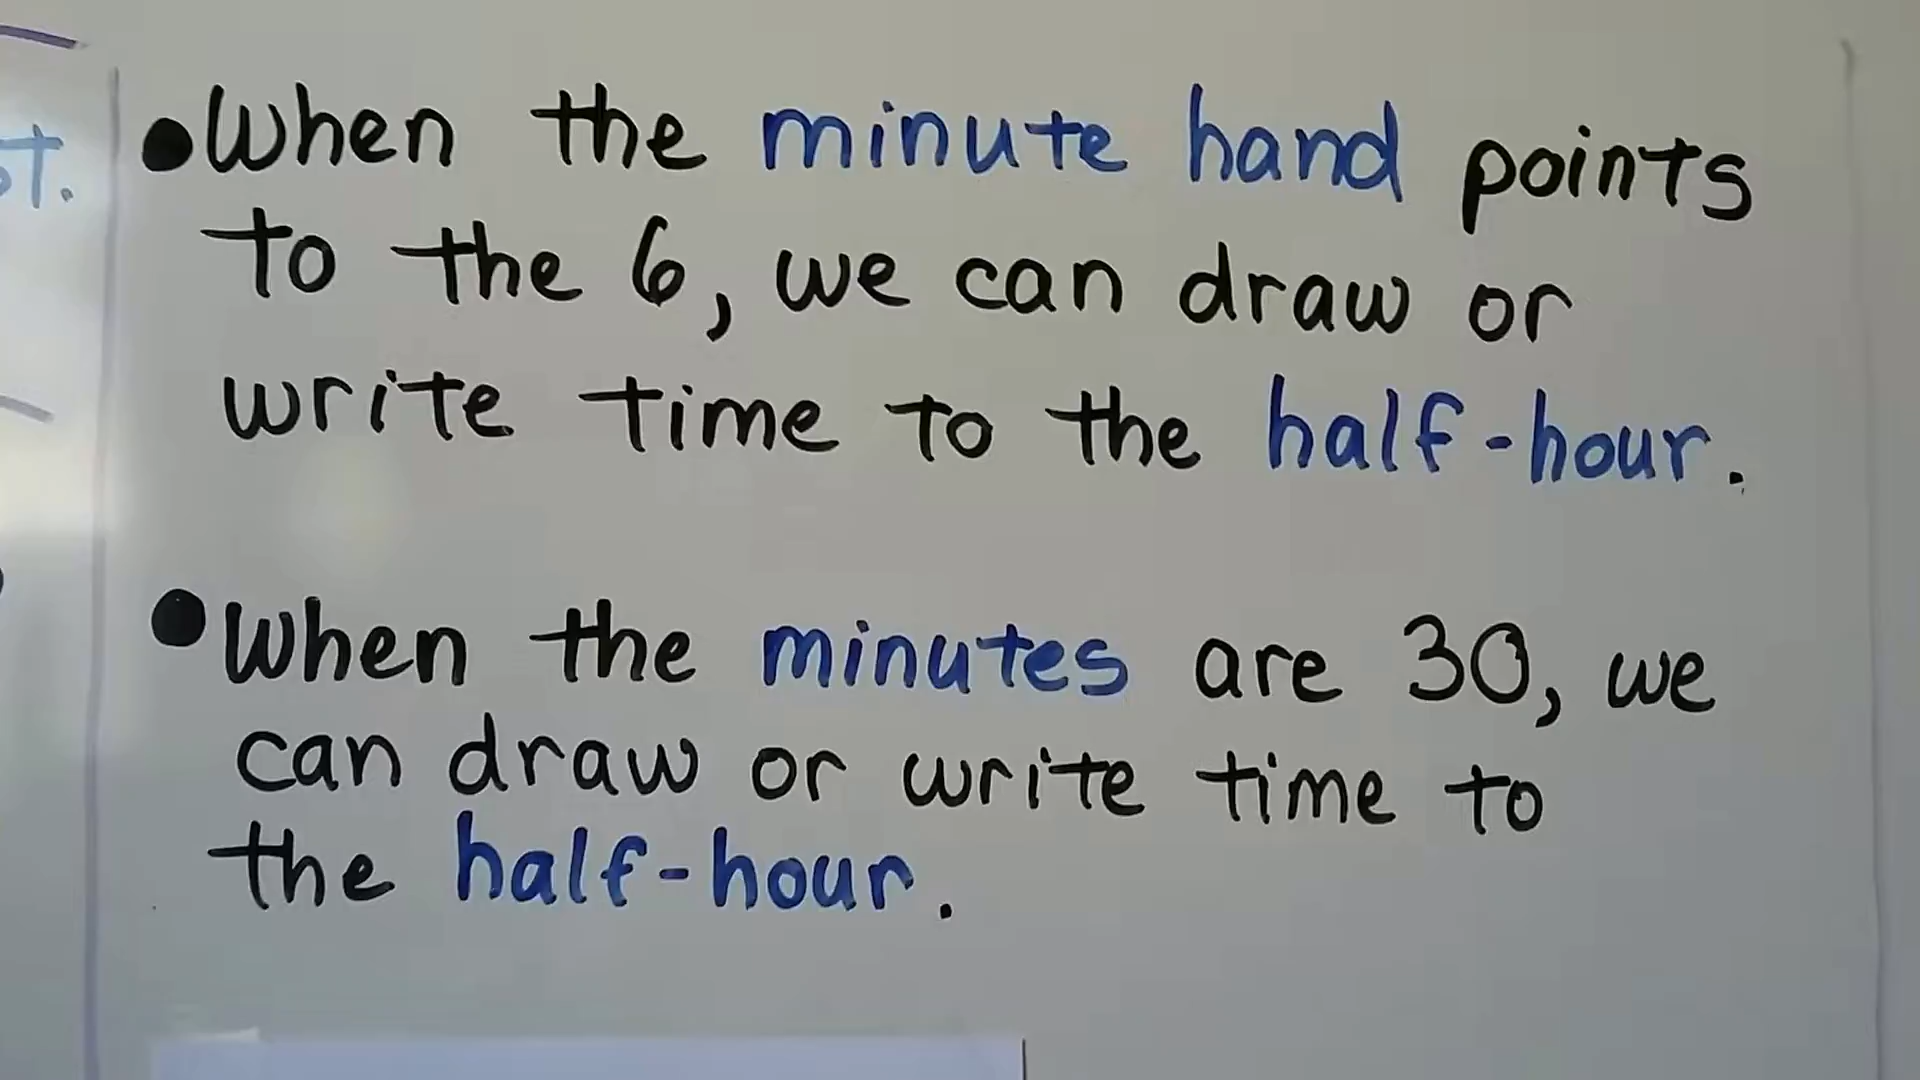 • When the minute hand points
to the 6, we can draw or
write time to the half-hour.
• When the minutes are 30, we
can draw or write time to
the half-hour.